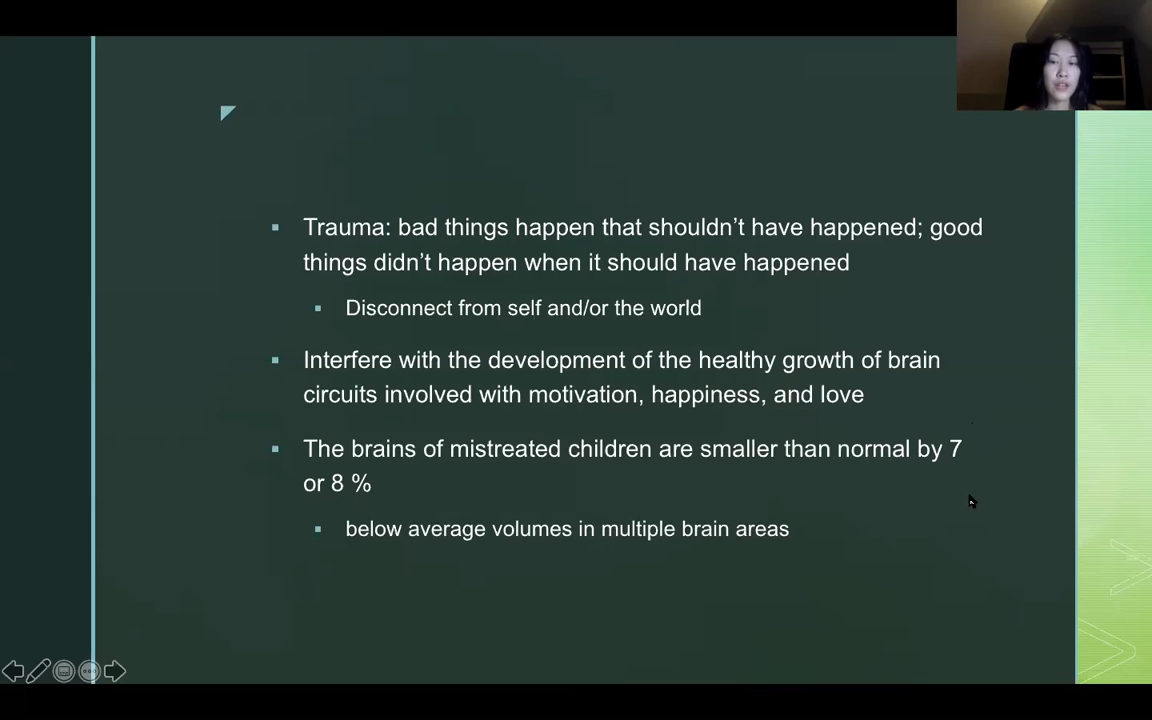 Trauma: bad things happen that shouldn’t have happened; good
things didn’t happen when it should have happened
Disconnect from self and/or the world
Interfere with the development of the healthy growth of brain
circuits involved with motivation, happiness, and love
The brains of mistreated children are smaller than normal by 7
or 8 %
below average volumes in multiple brain areas